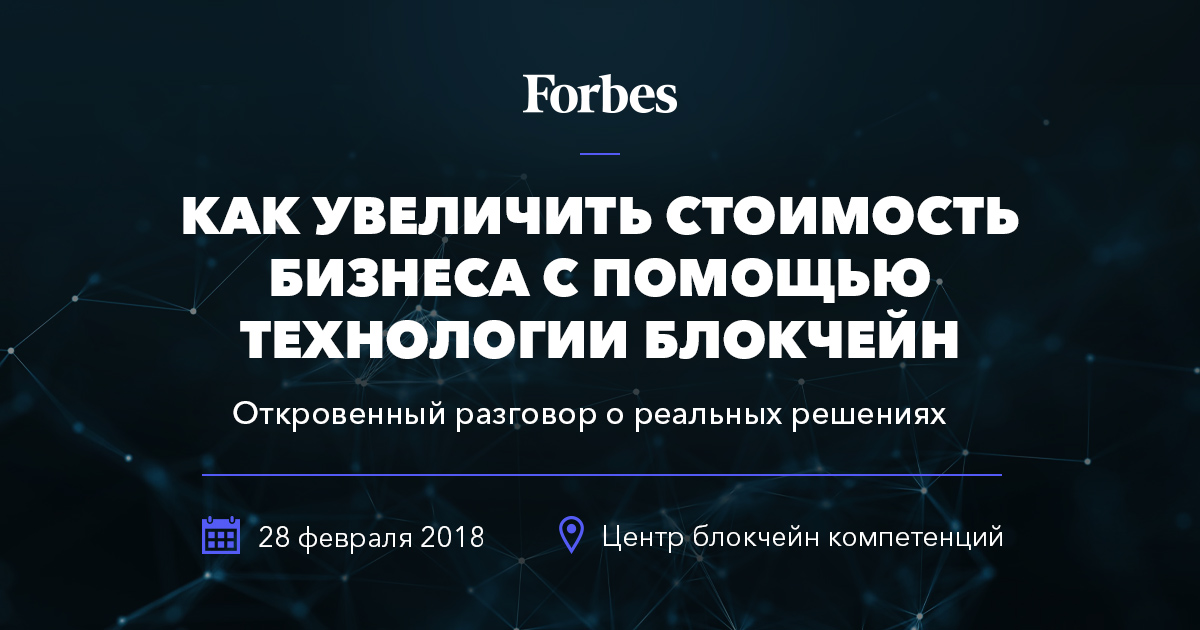 Forbes
КАК УВЕЛИЧИТЬ СТОИМОСТЬ
БИЗНЕСА С ПОМОЩЬЮ
ТЕХНОЛОГИИ БЛОКЧЕЙН
Откровенный разговор о реальных решениях
28 февраля 2018
Центр блокчейн компетенций